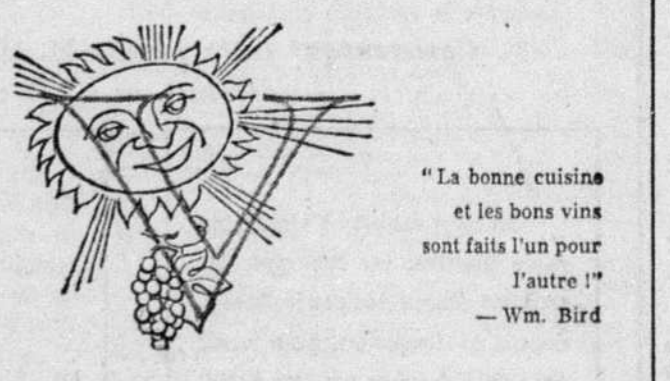 V
"La bonne cuisine
et les bons vins
sont faits l'un pour
l'autre !"
— Wm. Bird